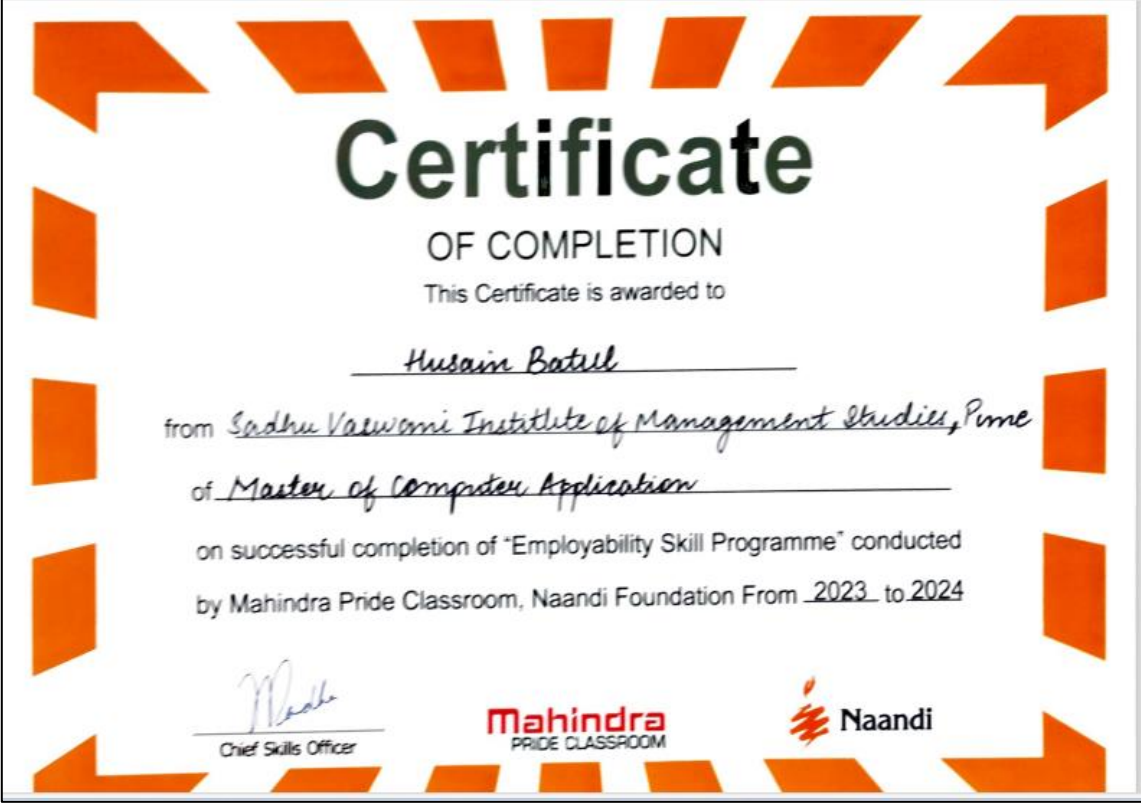 Certificate
OF COMPLETION
This Certificate is awarded to
Husain Batul
from Sadhu Vaswani Institlute of Management Studies, Pune
of Master of Computer Application
on successful completion of "Employability Skill Programme" conducted
by Mahindra Pride Classroom, Naandi Foundation From 2023 to 2024
Madhu
Chief Skills Officer
Mahindra
PRIDE CLASSROOM
Naandi